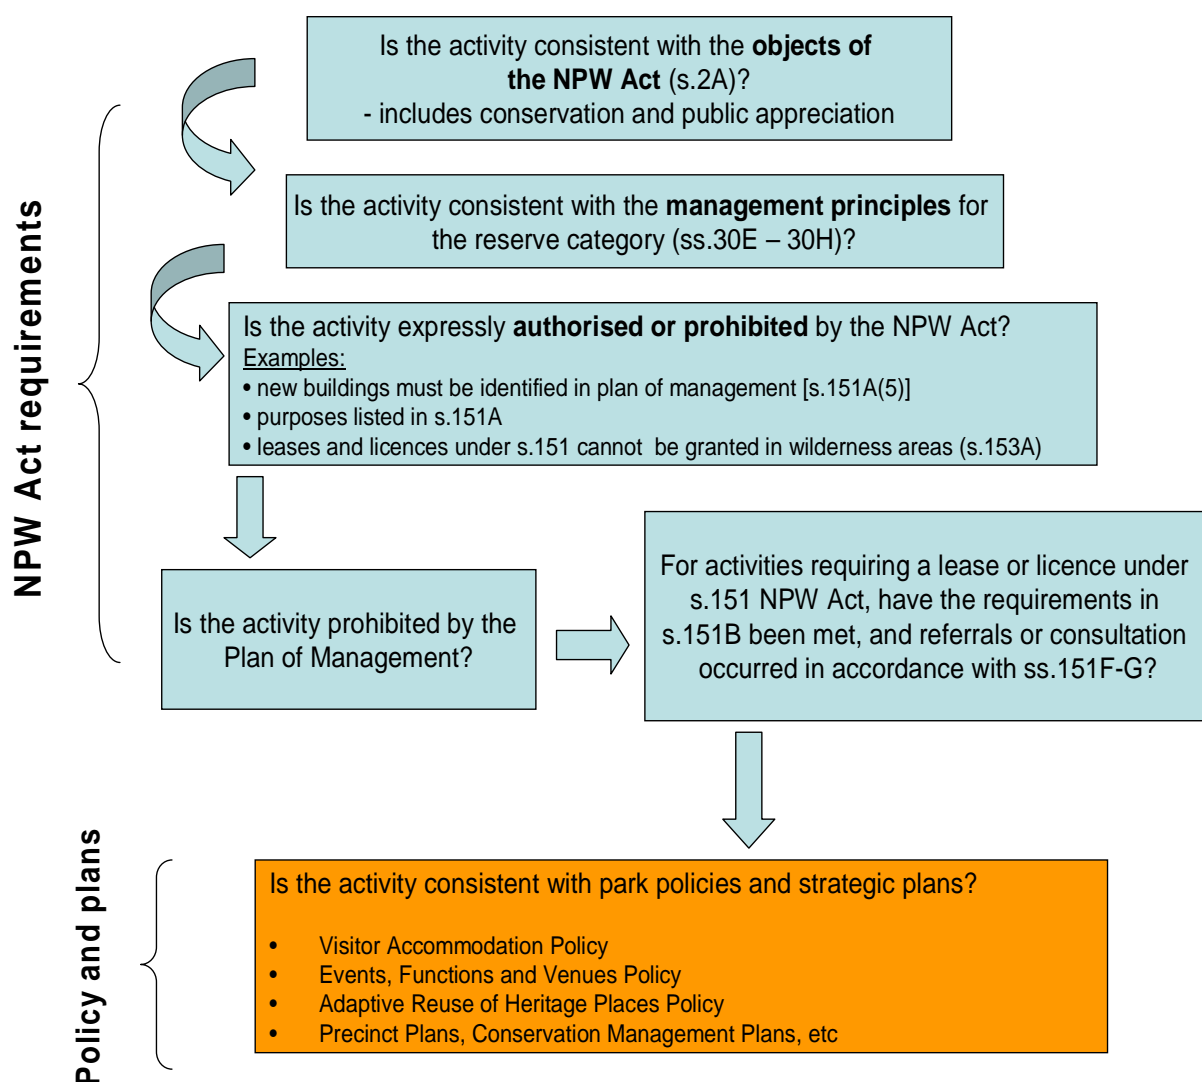 Is the activity consistent with the objects of
the NPW Act (s.2A)?
- includes conservation and public appreciation
NPW Act requirements
Is the activity consistent with the management principles for
the reserve category (ss.30E – 30H)?
Is the activity expressly authorised or prohibited by the NPW Act?
Examples:
• new buildings must be identified in plan of management [s.151A(5)]
• purposes listed in s.151A
• leases and licences under s.151 cannot be granted in wilderness areas (s.153A)
Is the activity prohibited by the
Plan of Management?
For activities requiring a lease or licence under
s.151 NPW Act, have the requirements in
s.151B been met, and referrals or consultation
occurred in accordance with ss.151F-G?
Policy and plans
Is the activity consistent with park policies and strategic plans?
• Visitor Accommodation Policy
• Events, Functions and Venues Policy
• Adaptive Reuse of Heritage Places Policy
• Precinct Plans, Conservation Management Plans, etc